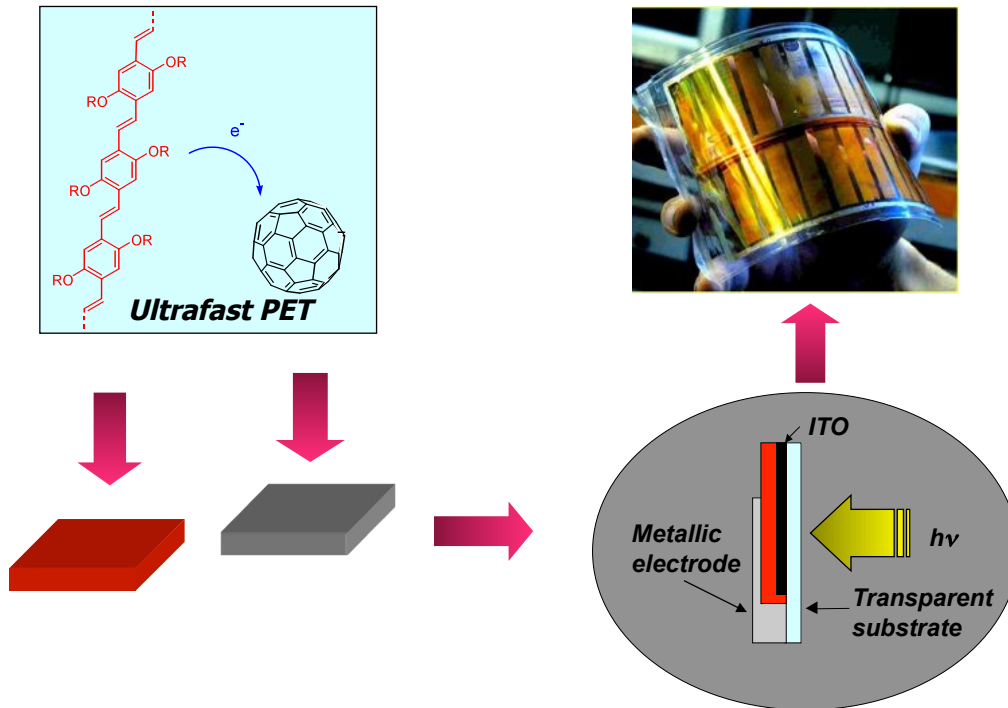 OR
RO
e-
OR
RO
OR
RO
Ultrafast PET
ITO
Metallic
electrode
hν
Transparent
substrate